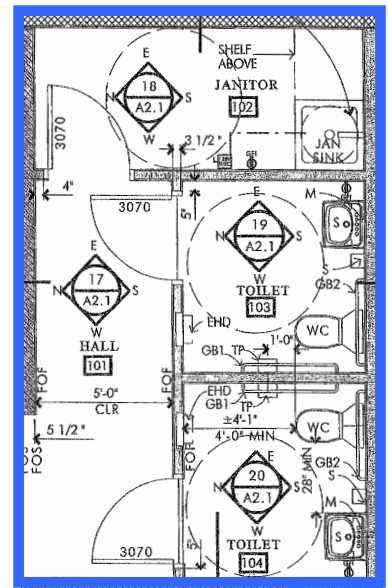 E
SHELF
ABOVE
18
N
S
A2.1
JANITOR
102
W
3070
3 1/2"
GFI
JAN
SINK
4"
3070
5"
E
M
19
N
S
A2.1
S
E
17
N
S
A2.1
W
TOILET
103
S
GB2
W
HALL
101
EHD
1'-0"
WC
GB1
TP
FOF
5'-0"
CLR
FOF
EHD
GB1
TP
±4'-1"
4'-0" MIN
WC
5 1/2"
FOS
FOF
28" MIN
GB2
S
E
20
N
S
A2.1
M
W
TOILET
104
S
3070
5"